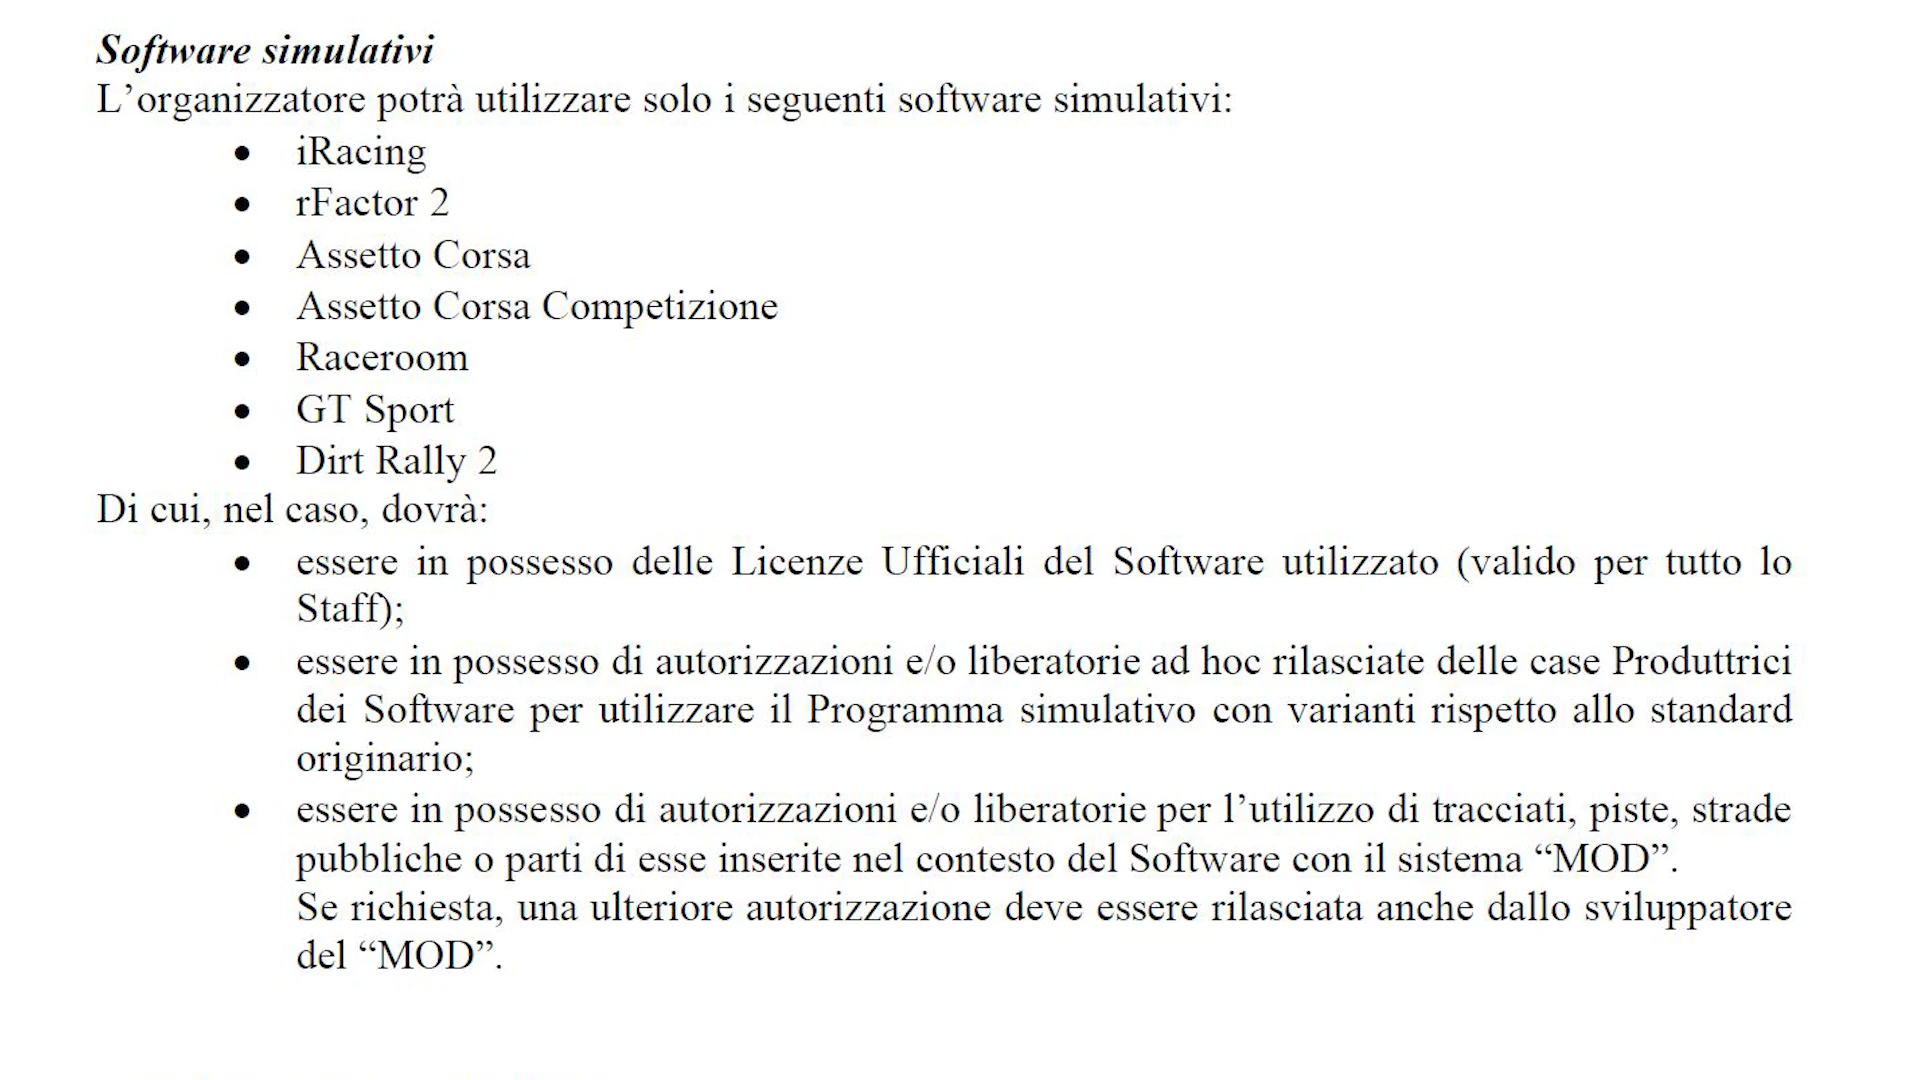 Software simulativi
L’organizzatore potrà utilizzare solo i seguenti software simulativi:
• iRacing
• rFactor 2
• Assetto Corsa
• Assetto Corsa Competizione
• Raceroom
• GT Sport
• Dirt Rally 2
Di cui, nel caso, dovrà:
• essere in possesso delle Licenze Ufficiali del Software utilizzato (valido per tutto lo
Staff);
• essere in possesso di autorizzazioni e/o liberatorie ad hoc rilasciate delle case Produttrici
dei Software per utilizzare il Programma simulativo con varianti rispetto allo standard
originario;
• essere in possesso di autorizzazioni e/o liberatorie per l’utilizzo di tracciati, piste, strade
pubbliche o parti di esse inserite nel contesto del Software con il sistema “MOD”.
Se richiesta, una ulteriore autorizzazione deve essere rilasciata anche dallo sviluppatore
del “MOD”.